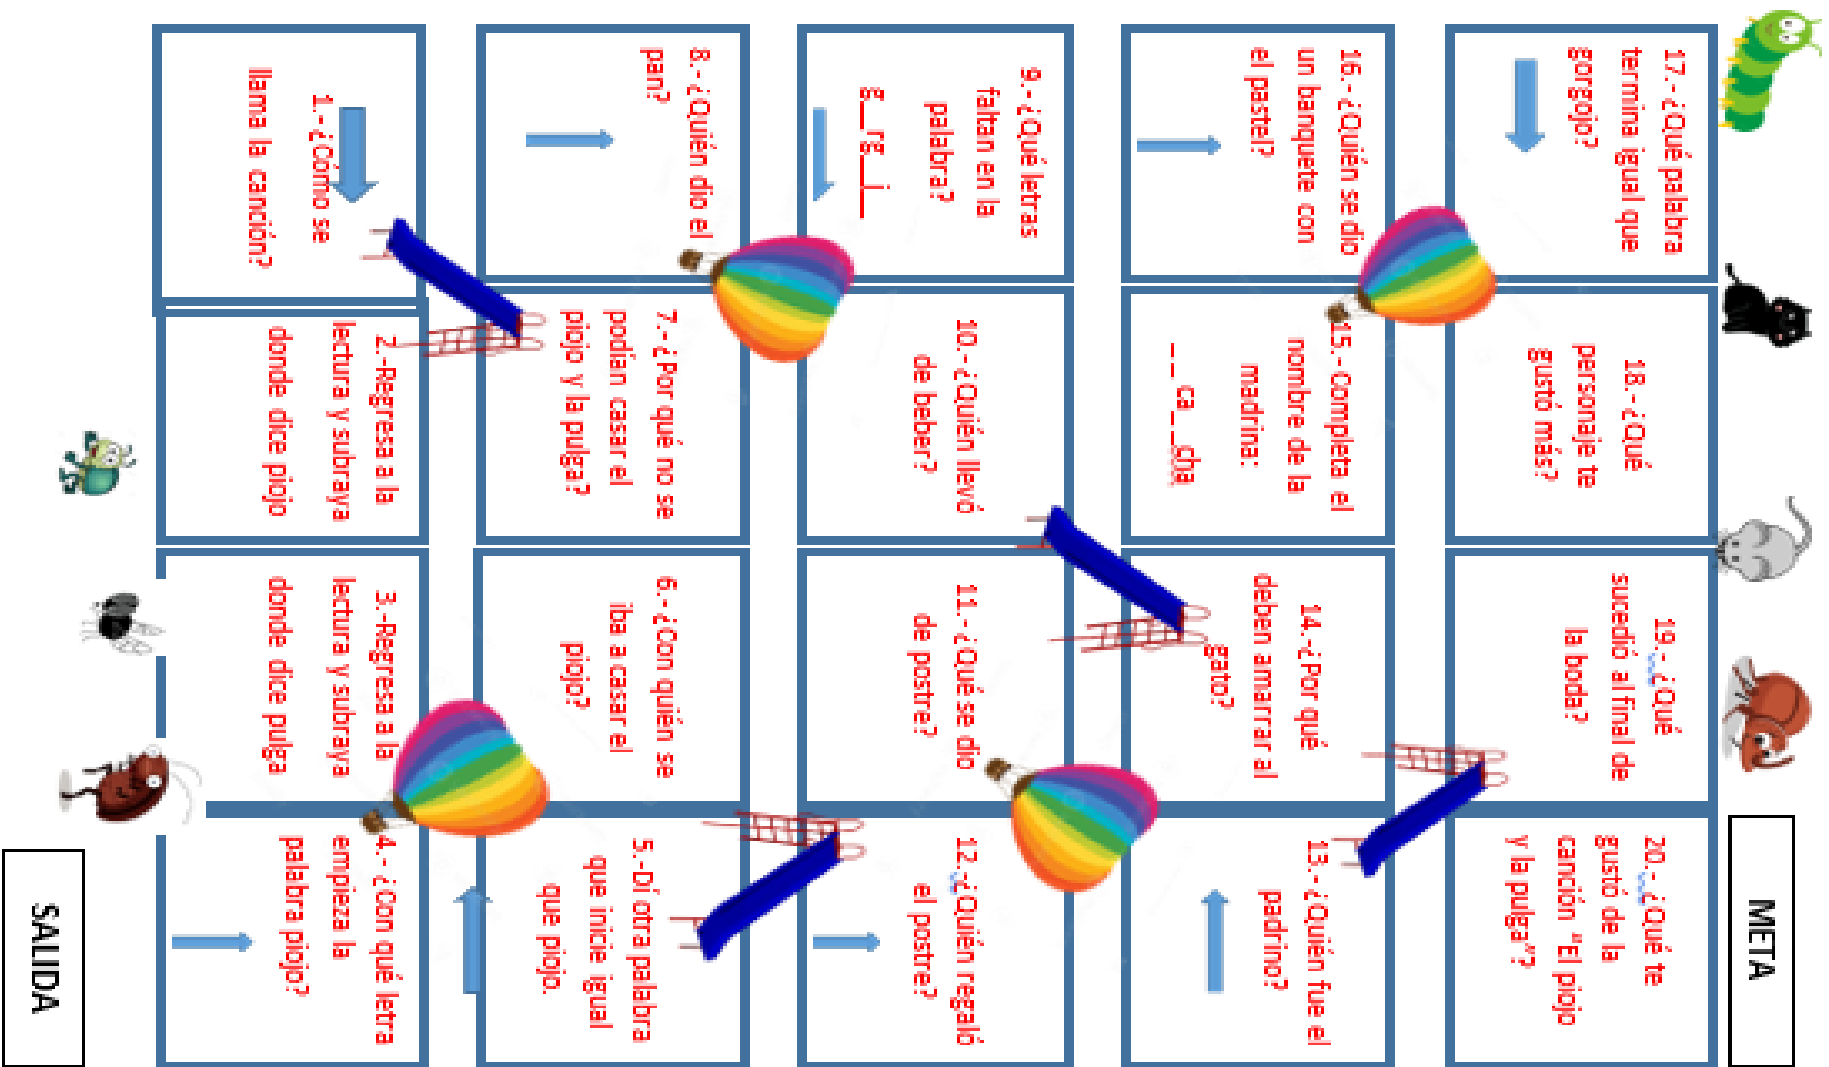 SALIDA
1.-¿Cómo se
llama la canción?
2.-Regresa a la
lectura y subraya
donde dice piojo
3.-Regresa a la
lectura y subraya
donde dice pulga
4.- ¿Con qué letra
empieza la
palabra piojo?
5.-Dí otra palabra
que inicie igual
que piojo.
6.-¿Con quién se
iba a casar el
piojo?
7.-¿Por qué no se
podían casar el
piojo y la pulga?
8.-¿Quién dio el
pan?
9.-¿Qué letras
faltan en la
palabra?
g__rg__j__
10.-¿Quién llevó
de beber?
11.-¿Qué se dio
de postre?
12.-¿Quién regaló
el postre?
13.-¿Quién fue el
padrino?
14.-¿Por qué
deben amarrar al
gato?
15.-Completa el
nombre de la
madrina:
_ _ ca _ _cha
16.-¿Quién se dio
un banquete con
el pastel?
17.-¿Qué palabra
termina igual que
gorgojo?
18.-¿Qué
personaje te
gustó más?
19.-¿Qué
sucedió al final de
la boda?
20.-¿Qué te
gustó de la
canción "El piojo
y la pulga"?
META